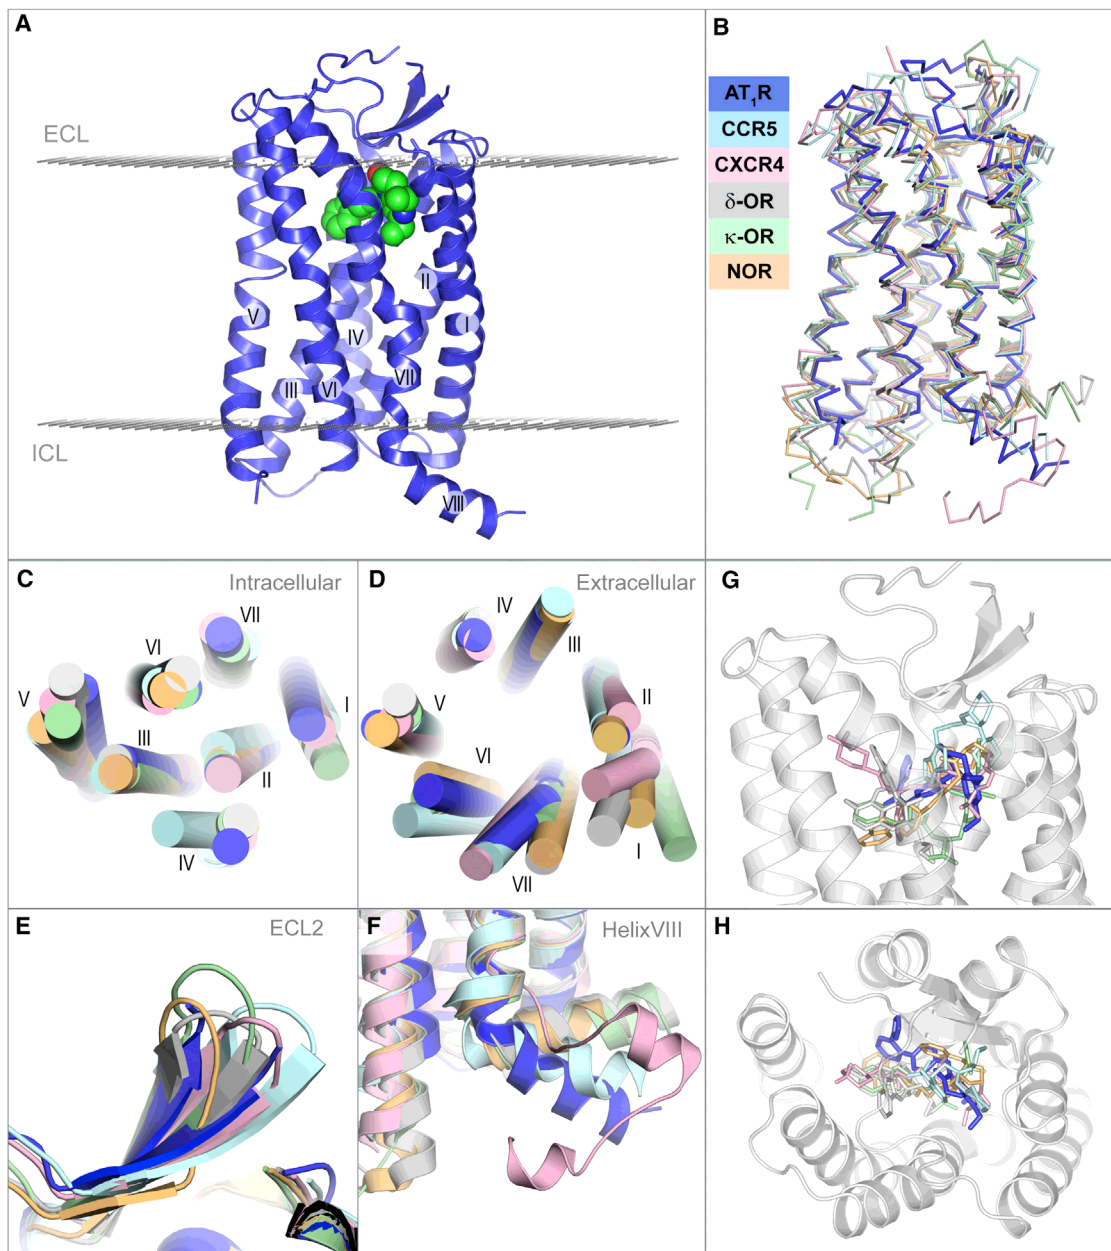 A
ECL
ICL
V
III
VI
IV
VII
II
I
VIII
B
AT₁R
CCR5
CXCR4
δ-OR
κ-OR
NOR
C
Intracellular
VII
VI
V
III
I
II
IV
D
Extracellular
IV
III
II
V
VI
I
VII
G
E
ECL2
F
HelixVIII
H